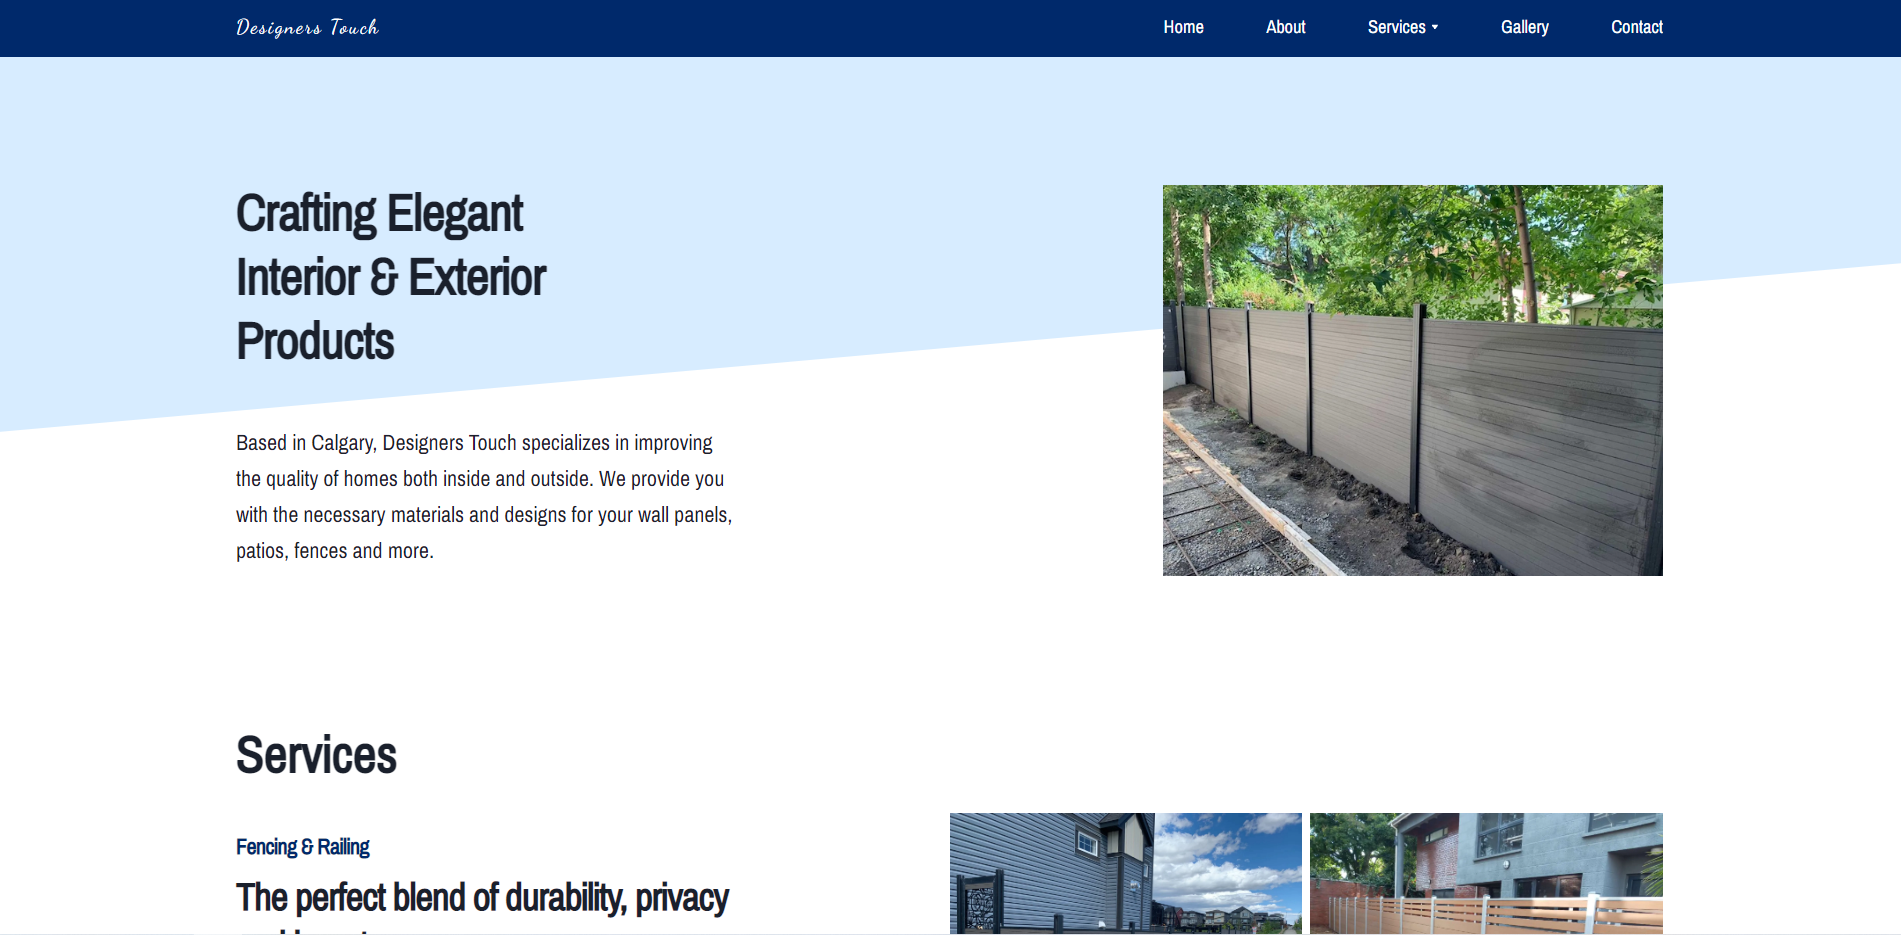 Designers Touch
Home About Services Gallery Contact
Crafting Elegant
Interior & Exterior
Products
Based in Calgary, Designers Touch specializes in improving
the quality of homes both inside and outside. We provide you
with the necessary materials and designs for your wall panels,
patios, fences and more.
Services
Fencing & Railing
The perfect blend of durability, privacy